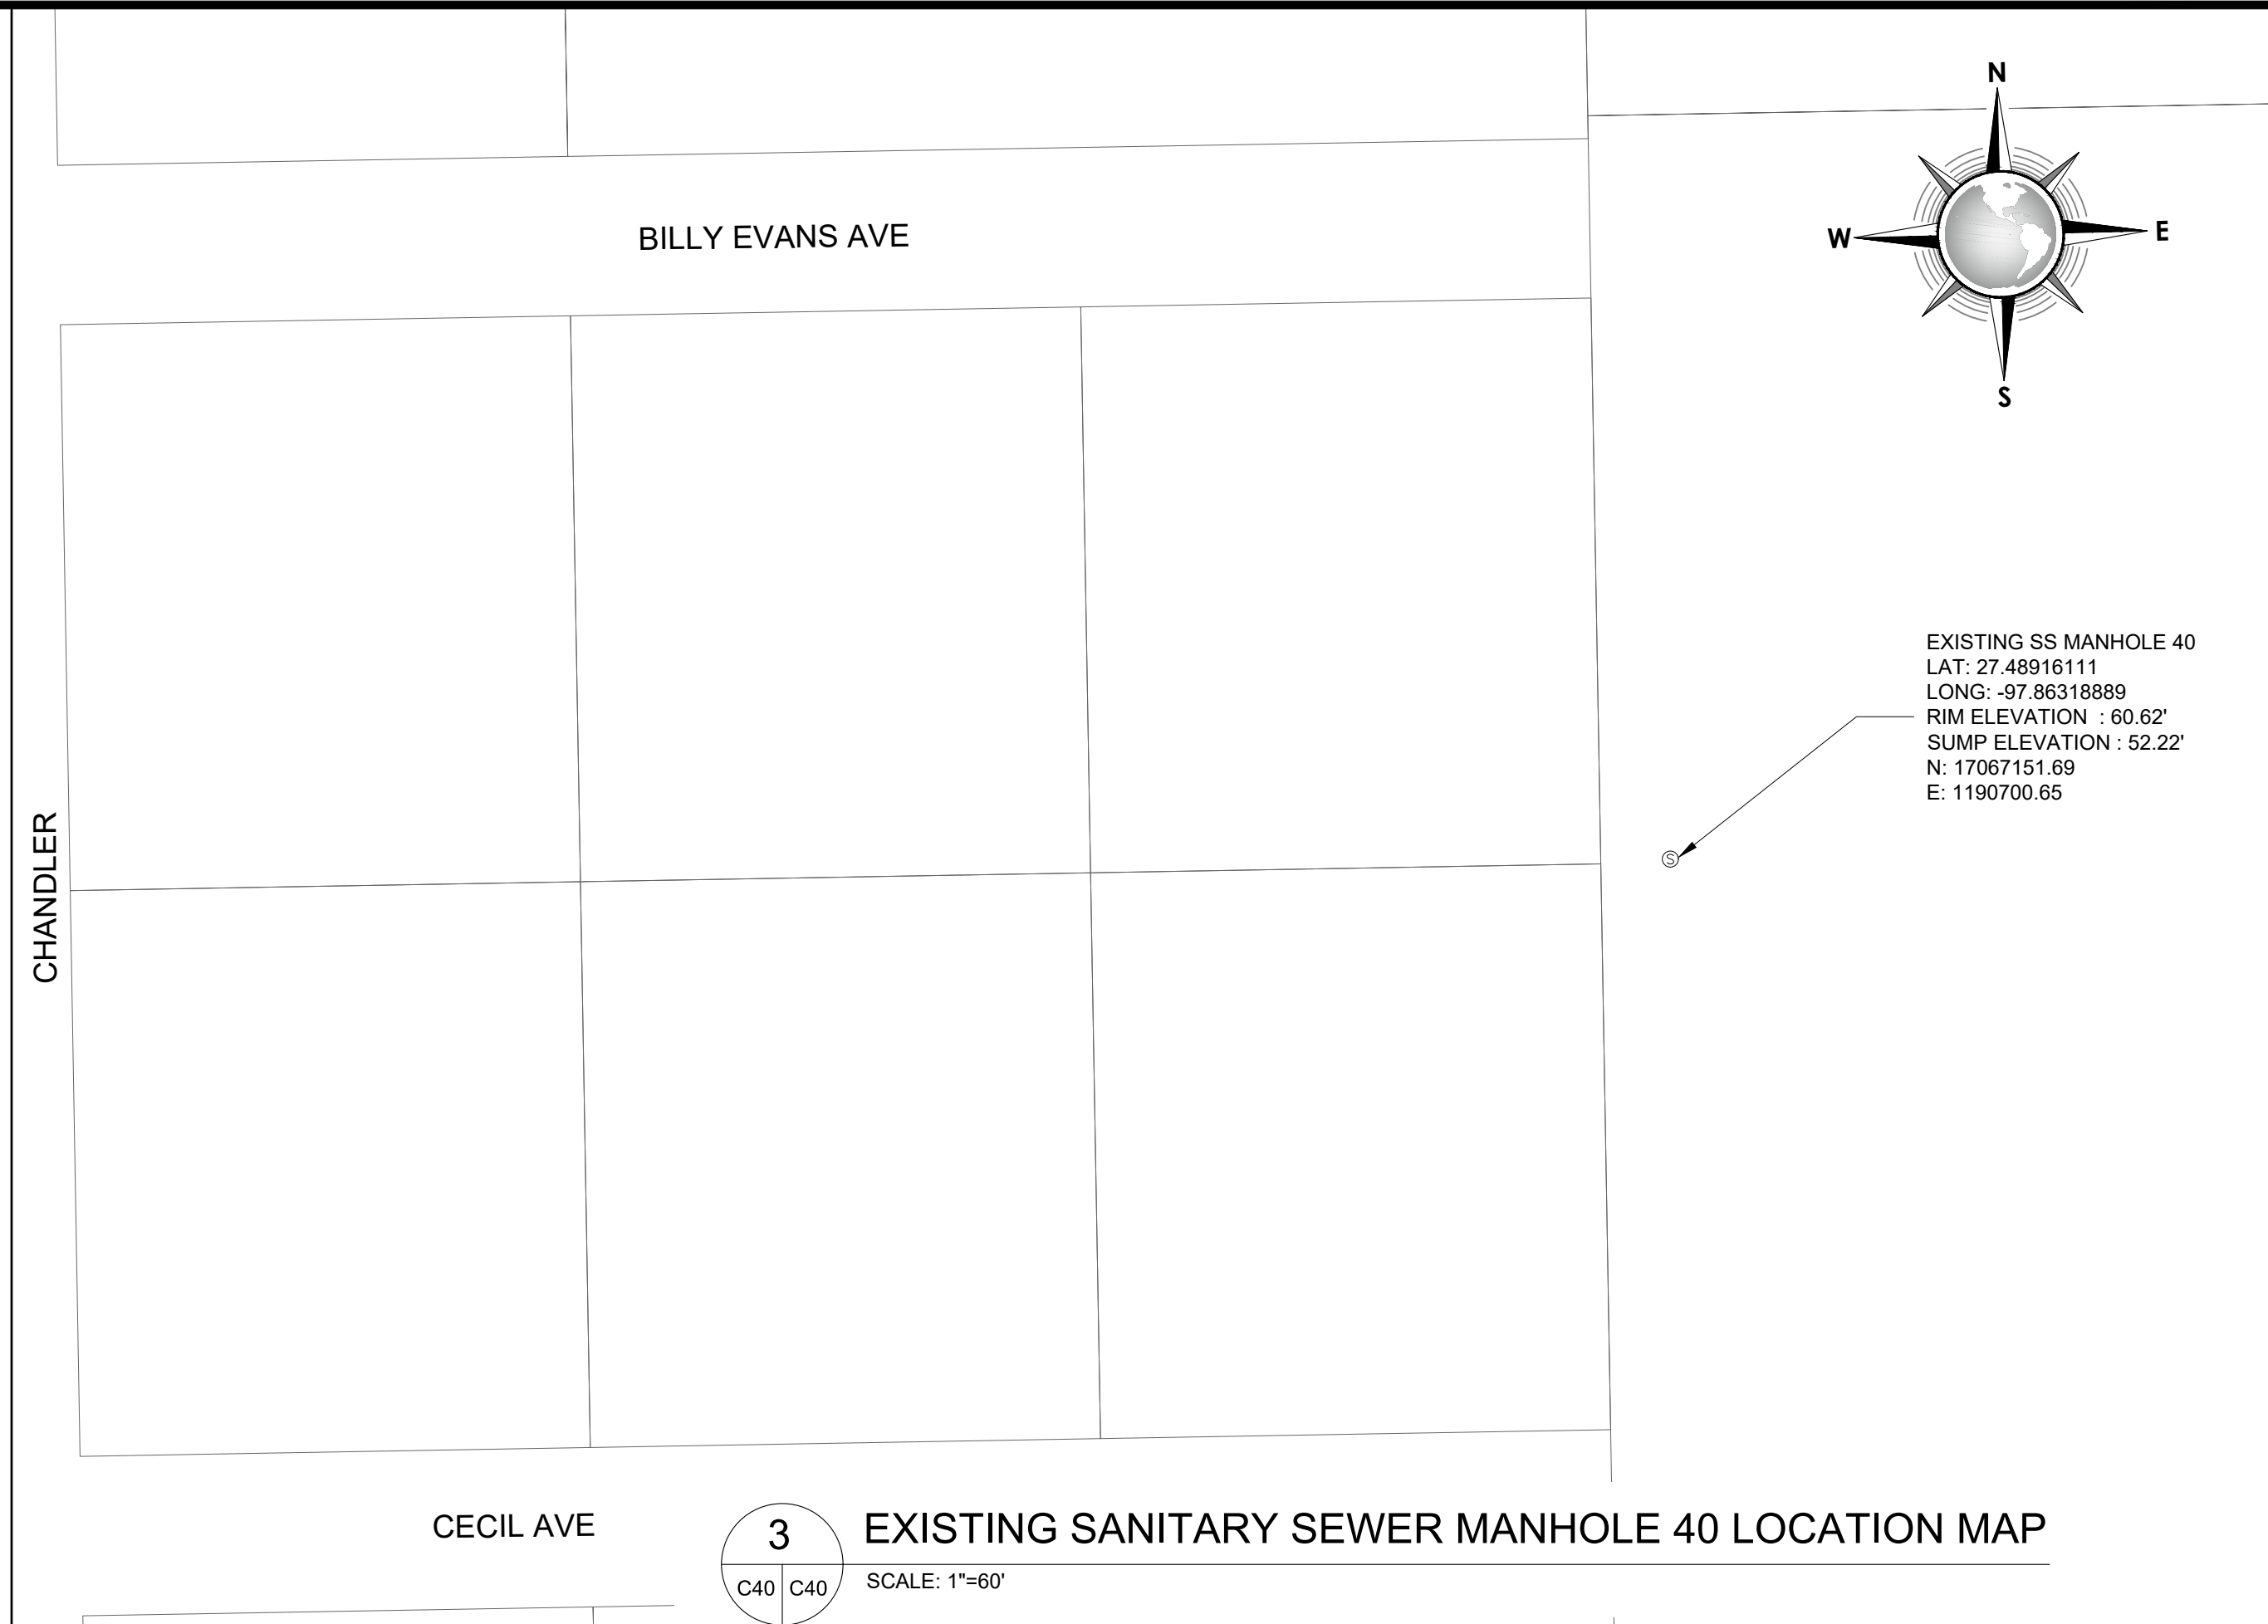 N
W
E
S
BILLY EVANS AVE
EXISTING SS MANHOLE 40
LAT: 27.48916111
LONG: -97.86318889
RIM ELEVATION : 60.62'
SUMP ELEVATION : 52.22'
N: 17067151.69
E: 1190700.65
S
CHANDLER
CECIL AVE
3
C40 C40
EXISTING SANITARY SEWER MANHOLE 40 LOCATION MAP
SCALE: 1"=60'